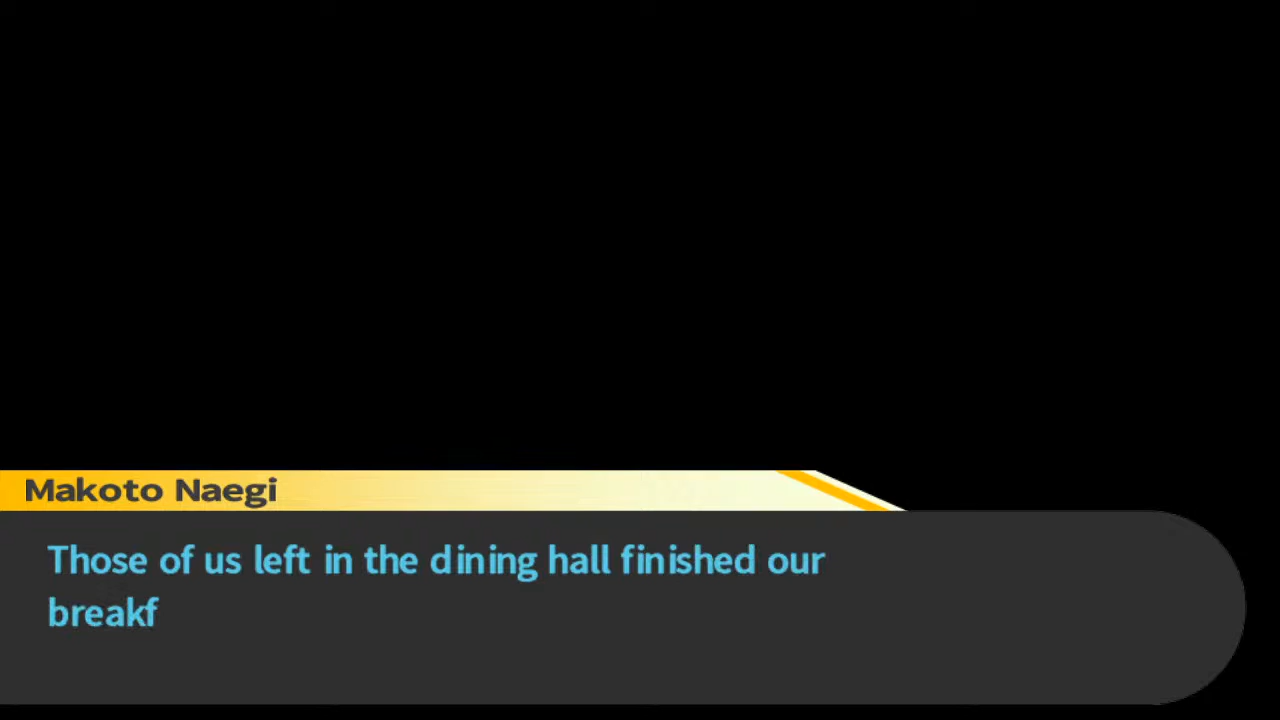 Makoto Naegi
Those of us left in the dining hall finished our
breakf